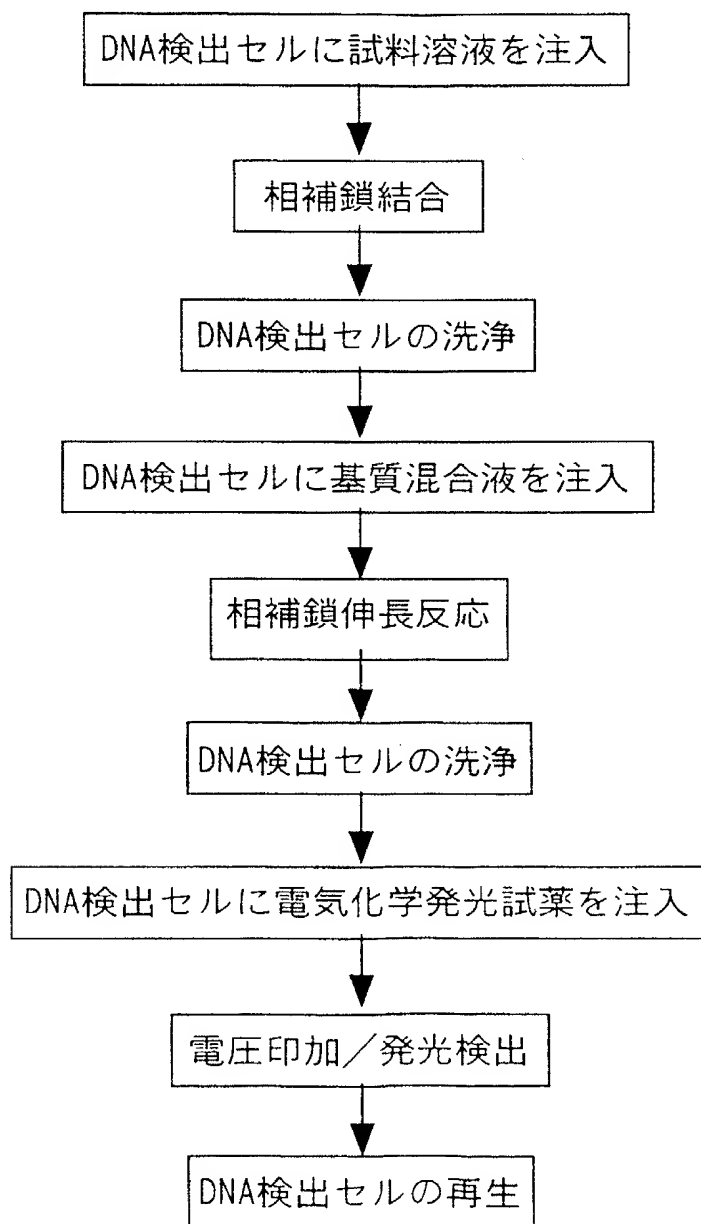 DNA検出セルに試料溶液を注入
相補鎖結合
DNA検出セルの洗浄
DNA検出セルに基質混合液を注入
相補鎖伸長反応
DNA検出セルの洗浄
DNA検出セルに電気化学発光試薬を注入
電圧印加／発光検出
DNA検出セルの再生